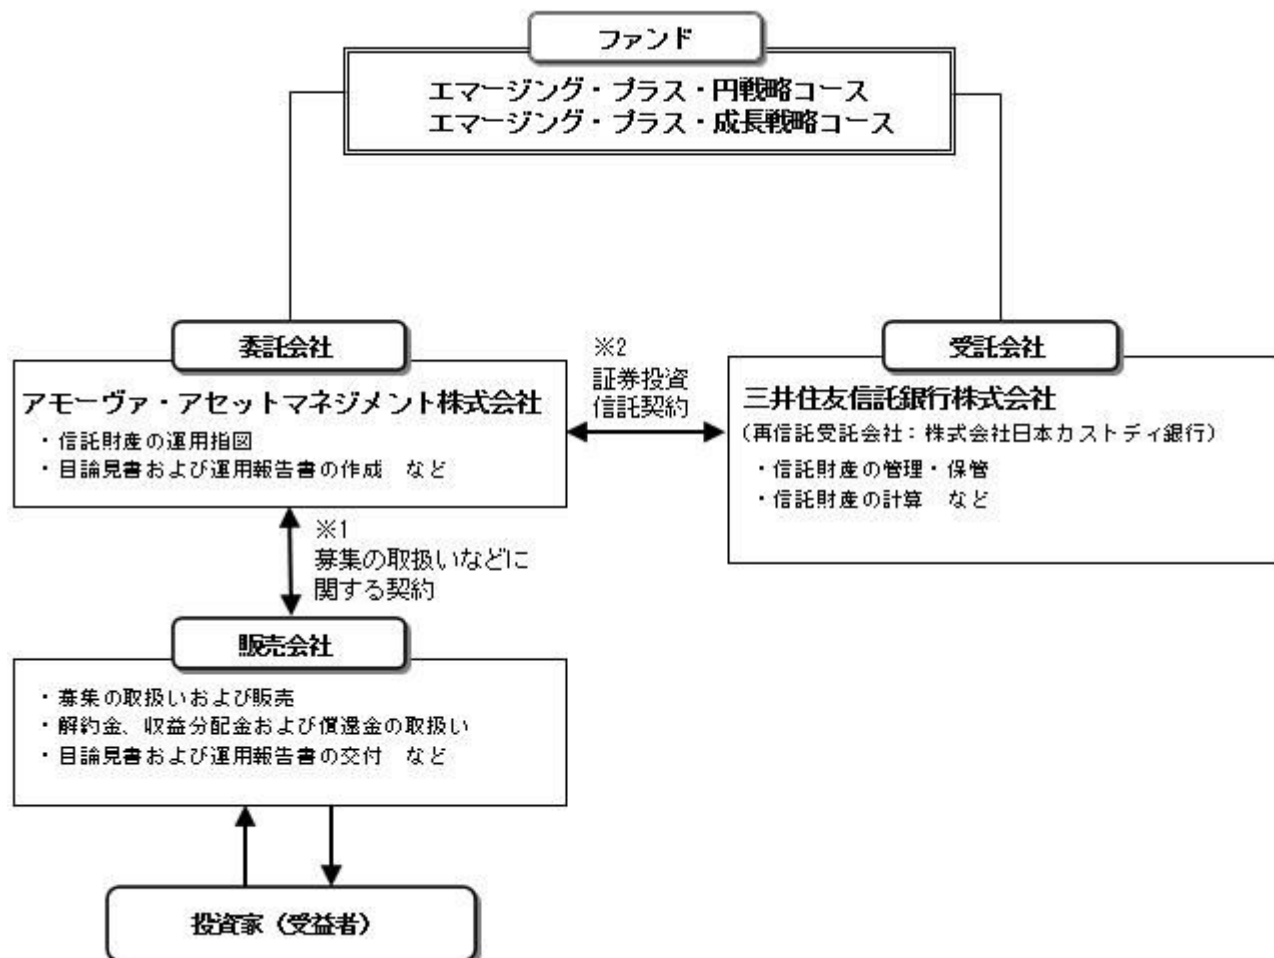 ファンド
エマージング・プラス・円戦略コース
エマージング・プラス・成長戦略コース
委託会社
アモーヴァ・アセットマネジメント株式会社
・信託財産の運用指図
・目論見書および運用報告書の作成　など
※2
証券投資
信託契約
受託会社
三井住友信託銀行株式会社
（再信託受託会社：株式会社日本カストディ銀行）
・信託財産の管理・保管
・信託財産の計算　など
※1
募集の取扱いなどに
関する契約
販売会社
・募集の取扱いおよび販売
・解約金、収益分配金および償還金の取扱い
・目論見書および運用報告書の交付　など
投資家（受益者）